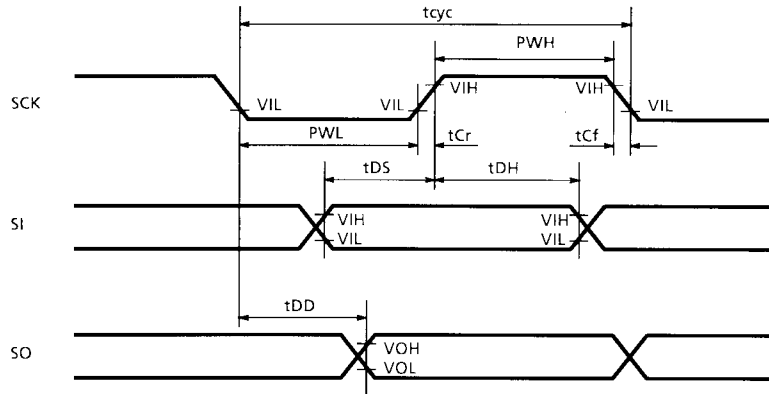 tcyc
PWH
SCK
VIL VIL VIH VIH VIL
PWL tCr tCf
tDS tDH
SI
VIH VIH
VIL VIL
tDD
SO
VOH
VOL